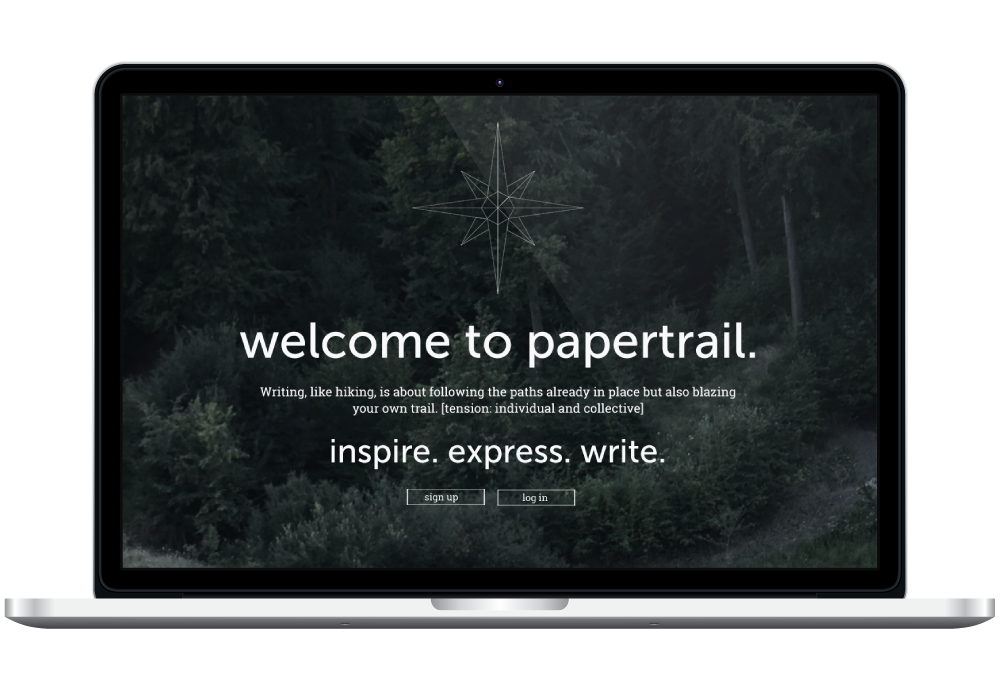 welcome to papertrail.
Writing, like hiking, is about following the paths already in place but also blazing
your own trail. [tension: individual and collective]
inspire. express. write.
sign up
log in